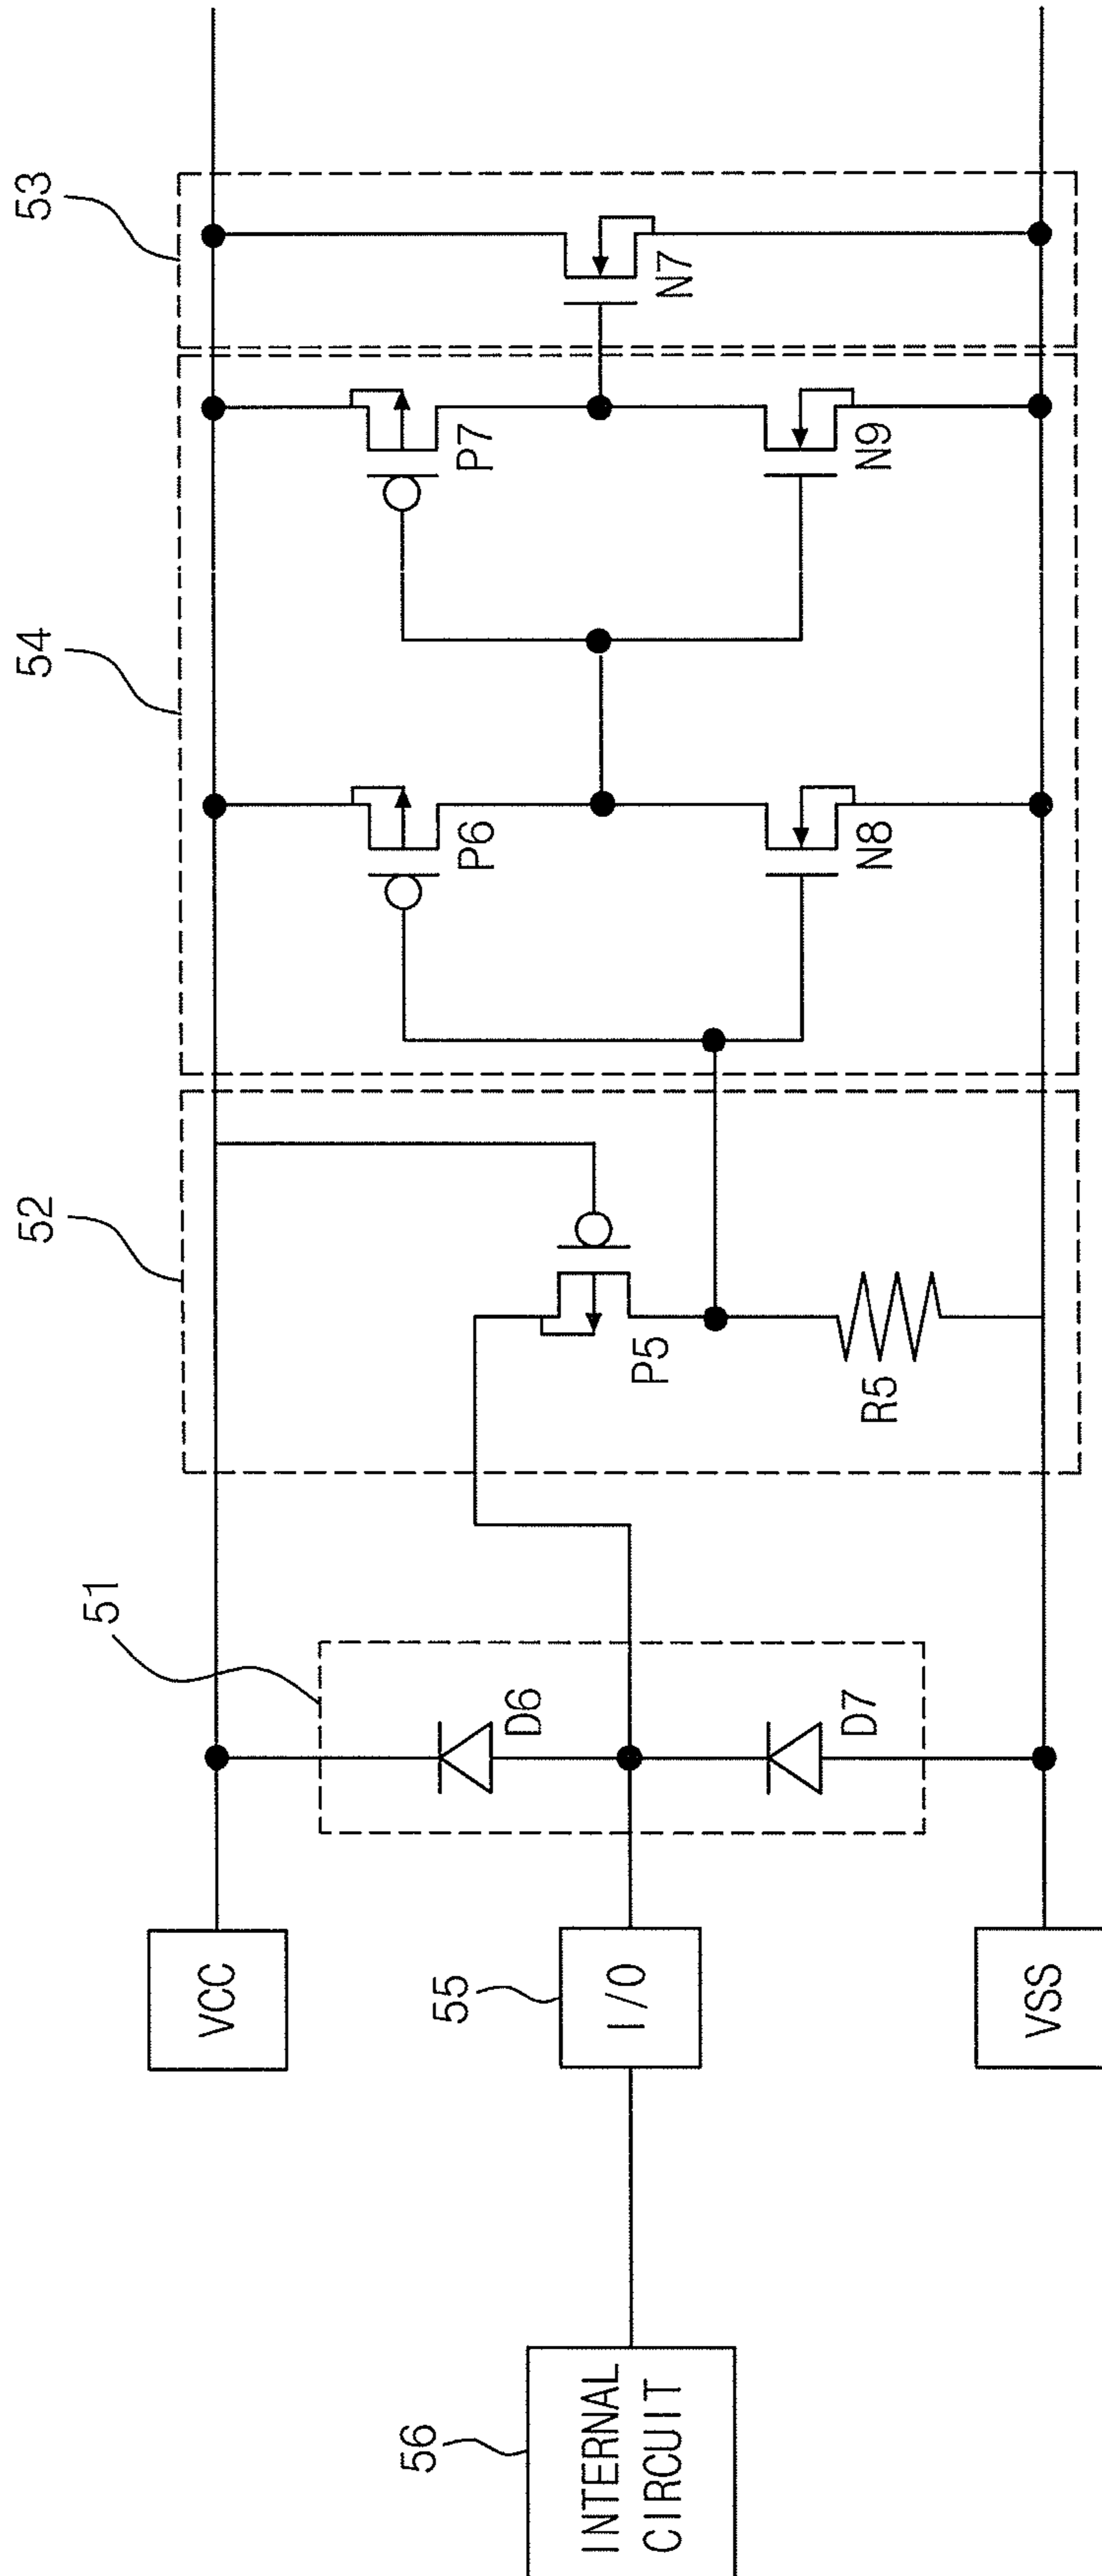 51
52
54
53
VCC
D6
P5
P6
P7
N7
56
INTERNAL
CIRCUIT
55
I/O
D7
R5
N8
N9
VSS